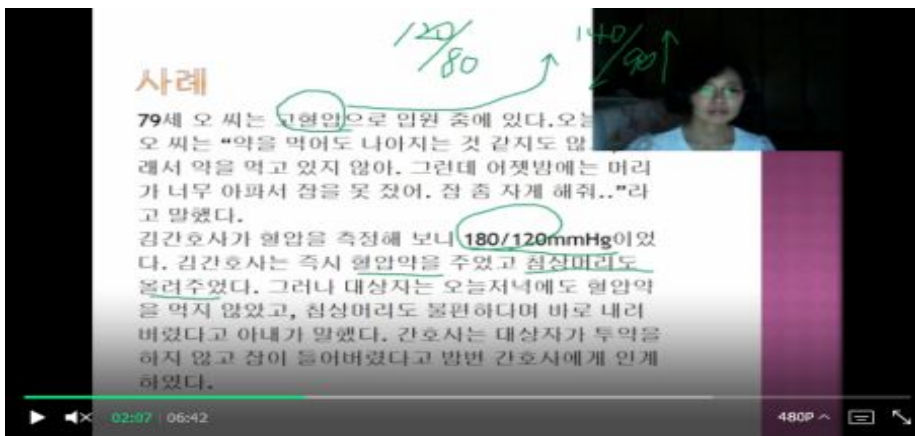 120/80
140/90
사례
79세 오 씨는 고혈압으로 입원 중에 있다.오늘
오 씨는 “약을 먹어도 나아지는 것 같지도 않
래서 약을 먹고 있지 않아. 그런데 어젯밤에는 머리
가 너무 아파서 잠을 못 잤어. 잠 좀 자게 해줘..”라
고 말했다.
김간호사가 혈압을 측정해 보니 180/120mmHg이었
다. 김간호사는 즉시 혈압약을 주었고 침상머리도
올려주었다. 그러나 대상자는 오늘저녁에도 혈압약
을 먹지 않았고, 침상머리도 불편하다며 바로 내려
버렸다고 아내가 말했다. 간호사는 대상자가 투약을
하지 않고 잠이 들어버렸다고 밤번 간호사에게 인계
하였다.
02:07 | 06:42
480P